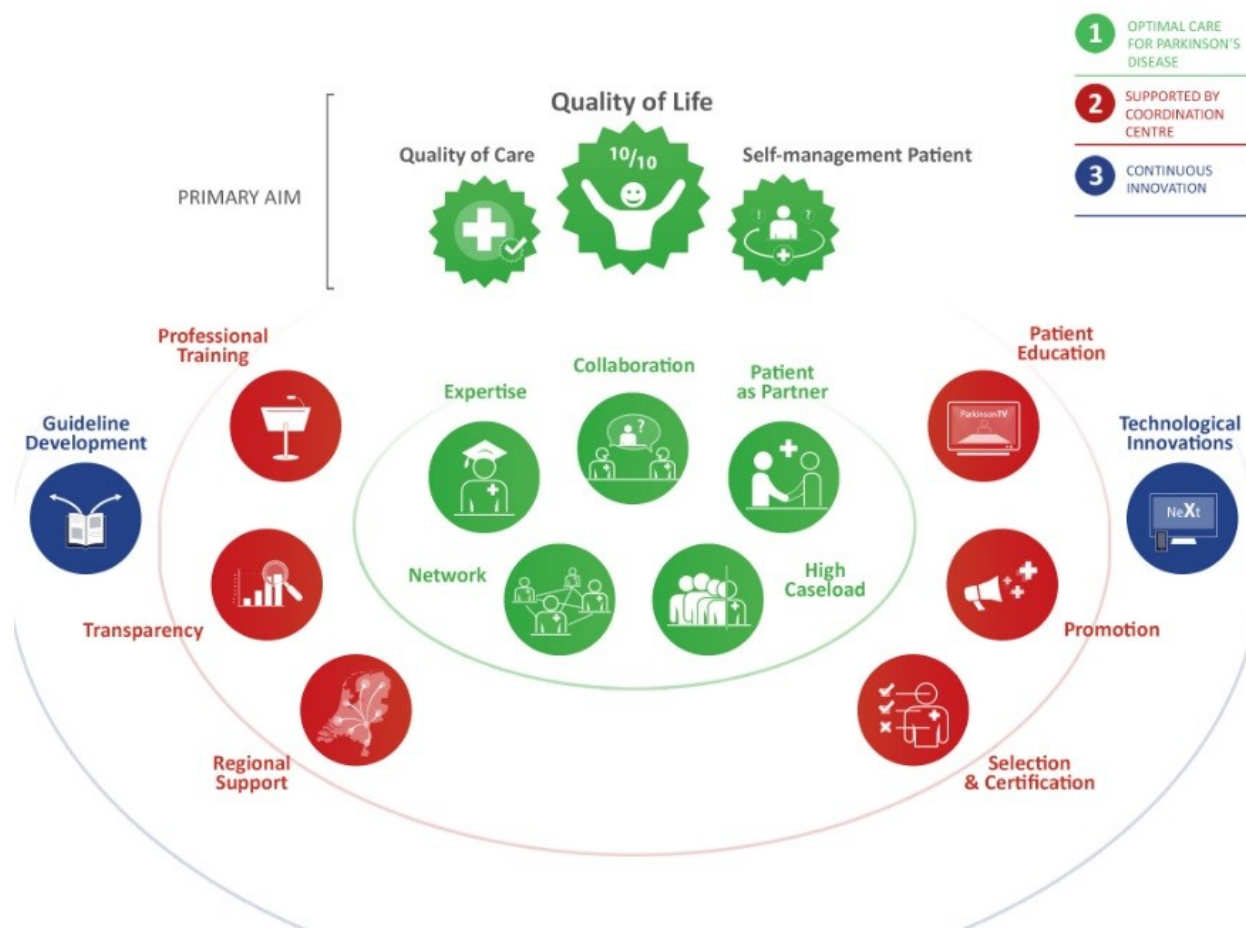 1
OPTIMAL CARE
FOR PARKINSON'S
DISEASE
2
SUPPORTED BY
COORDINATION
CENTRE
3
CONTINUOUS
INNOVATION
PRIMARY AIM
Quality of Life
Quality of Care
10/10
Self-management Patient
! ?
Professional
Training
Patient
Education
Collaboration
Expertise
Patient
as Partner
?
ParkinsonTV
Guideline
Development
Technological
Innovations
NeXt
Network
High
Caseload
Transparency
Promotion
Regional
Support
Selection
& Certification